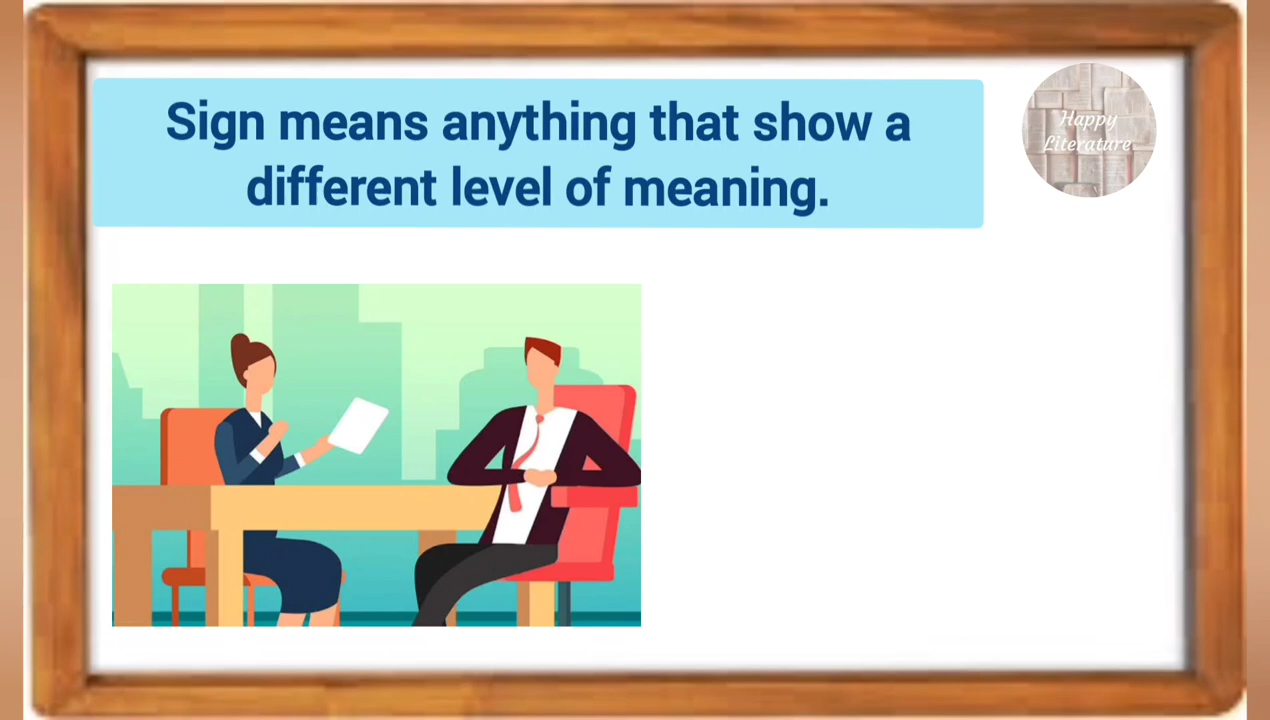 Sign means anything that show a
different level of meaning.
Happy
Literature